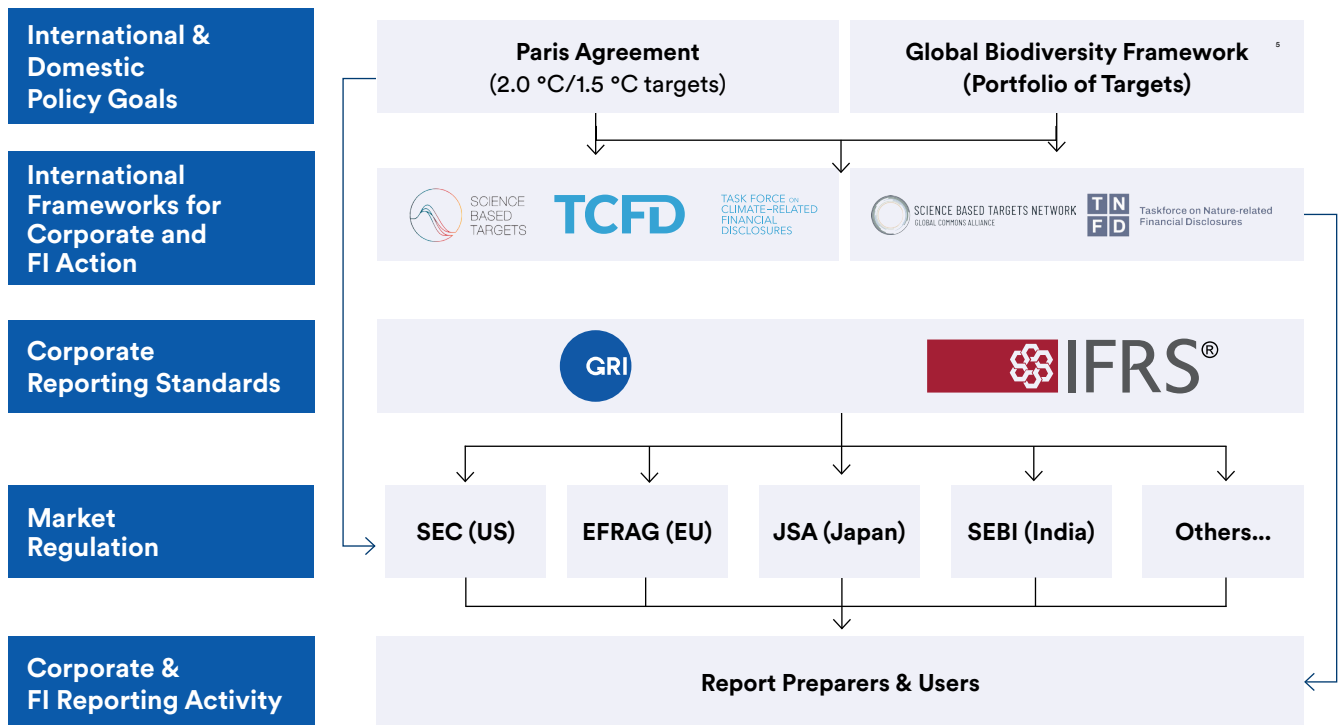 International &
Domestic
Policy Goals
Paris Agreement
(2.0 °C/1.5 °C targets)
Global Biodiversity Framework 5
(Portfolio of Targets)
International
Frameworks for
Corporate and
FI Action
SCIENCE
BASED
TARGETS
TCFD
TASK FORCE ON
CLIMATE-RELATED
FINANCIAL
DISCLOSURES
SCIENCE BASED TARGETS NETWORK
GLOBAL COMMONS ALLIANCE
TN
FD
Taskforce on Nature-related
Financial Disclosures
Corporate
Reporting Standards
GRI
IFRS®
Market
Regulation
SEC (US)
EFRAG (EU)
JSA (Japan)
SEBI (India)
Others...
Corporate &
FI Reporting Activity
Report Preparers & Users